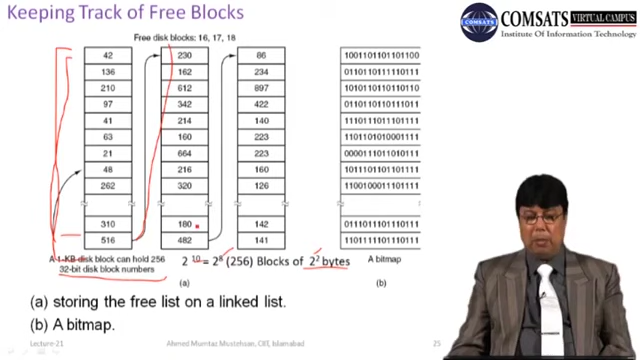 Keeping Track of Free Blocks
COMSATS VIRTUAL CAMPUS
Institute Of Information Technology
Free disk blocks: 16, 17, 18
42 230 86 1001101101101100
136 162 234 0110110111110111
210 612 897 1010110110110110
97 342 422 0110110110111011
41 214 140 1110110111011111
63 160 223 1101101010001111
21 664 223 0000111011010111
48 216 160 1011101101101111
262 320 126 1100100011101111
310 180 142 0111011101110111
516 482 141 1101111101110111
A 1-KB disk block can hold 256
32-bit disk block numbers
2 10 = 2 8 (256) Blocks of 2 2 bytes
A bitmap
(a) (b)
(a) storing the free list on a linked list.
(b) A bitmap.
Lecture-21 Ahmed Mumtaz Mustehsan, CIIT, Islamabad 25